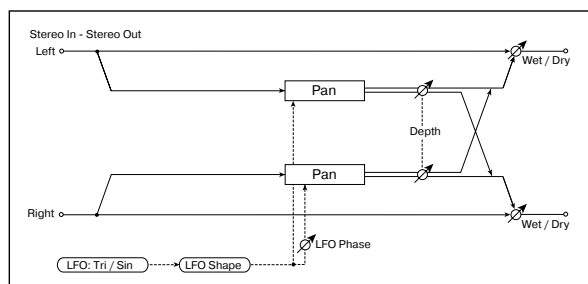 Stereo In - Stereo Out
Left
Wet / Dry
Pan
Depth
Pan
Right
Wet / Dry
LFO Phase
LFO: Tri / Sin
LFO Shape